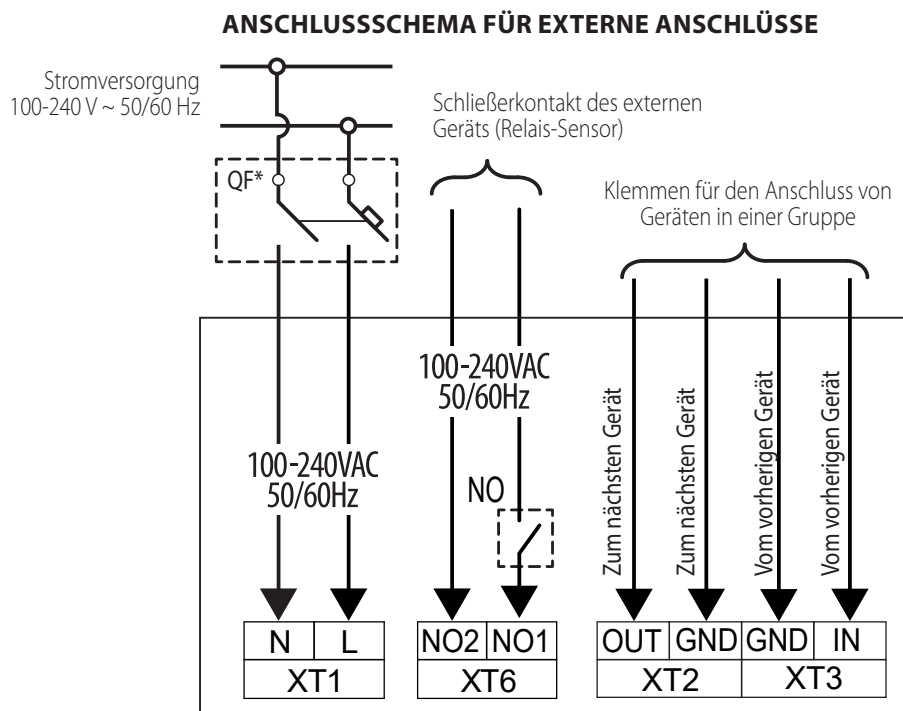 ANSCHLUSSSCHEMA FÜR EXTERNE ANSCHLÜSSE
Stromversorgung
100-240 V ~ 50/60 Hz
QF*
Schließerkontakt des externen
Geräts (Relais-Sensor)
Klemmen für den Anschluss von
Geräten in einer Gruppe
100-240VAC
50/60Hz
100-240VAC
50/60Hz
NO
Zum nächsten Gerät
Zum nächsten Gerät
Vom vorherigen Gerät
Vom vorherigen Gerät
N L
XT1
NO2 NO1
XT6
OUT GND GND IN
XT2 XT3